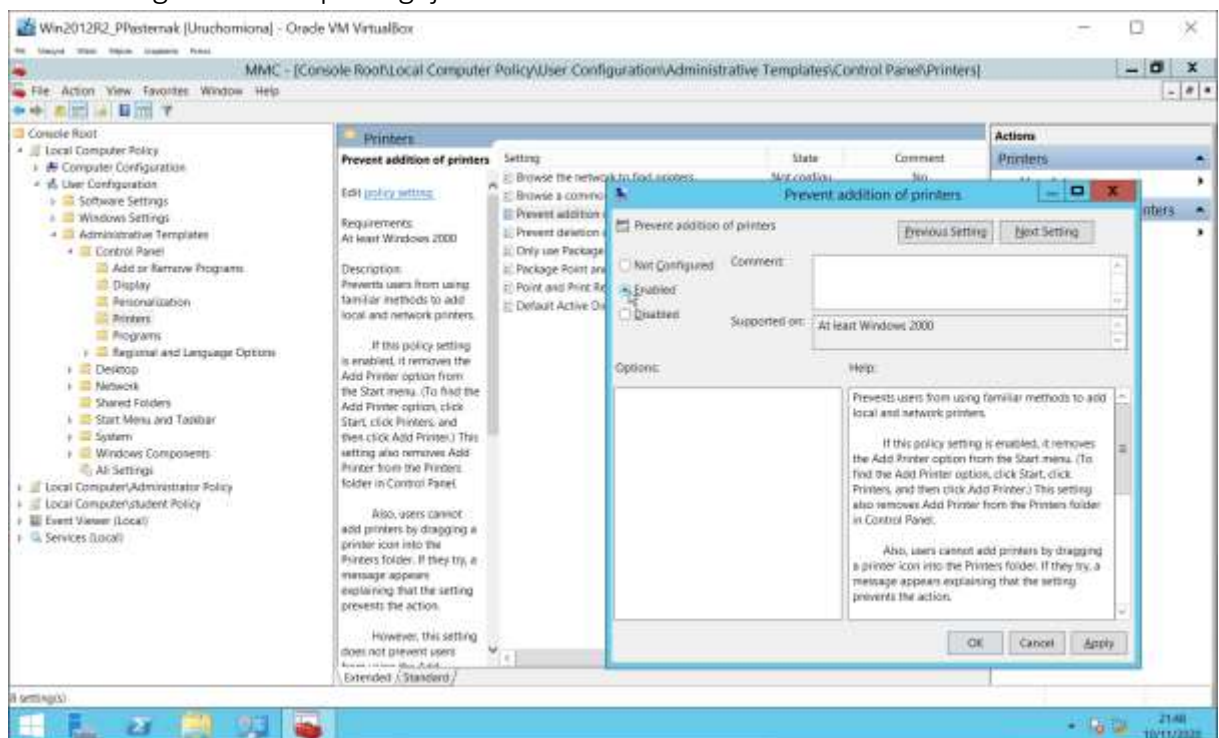 Win2012R2_PPasternak [Uruchomiona] - Oracle VM VirtualBox
MMC - [Console Root\Local Computer Policy\User Configuration\Administrative Templates\Control Panel\Printers]
File Action View Favorites Window Help
Console Root
Local Computer Policy
Computer Configuration
User Configuration
Software Settings
Windows Settings
Administrative Templates
Control Panel
Add or Remove Programs
Display
Personalization
Printers
Programs
Regional and Language Options
Desktop
Network
Shared Folders
Start Menu and Taskbar
System
Windows Components
All Settings
Local Computer\Administrator Policy
Local Computer\student Policy
Event Viewer (Local)
Services (Local)
Printers
Prevent addition of printers
Edit policy setting
Requirements:
At least Windows 2000
Description:
Prevents users from using
familiar methods to add
local and network printers.
If this policy setting
is enabled, it removes the
Add Printer option from
the Start menu. (To find the
Add Printer option, click
Start, click Printers, and
then click Add Printer.) This
setting also removes Add
Printer from the Printers
folder in Control Panel.
Also, users cannot
add printers by dragging a
printer icon into the
Printers folder. If they try, a
message appears
explaining that the setting
prevents the action.
However, this setting
does not prevent users
Setting State Comment
Browse the network to find printers Not configu No
Browse a commo
Prevent addition
Prevent deletion
Only use Package
Package Point an
Point and Print Re
Default Active Di
Extended Standard
Actions
Printers
Prevent addition of printers
Prevent addition of printers
Previous Setting Next Setting
Not Configured Comment:
Enabled
Disabled
Supported on: At least Windows 2000
Options: Help:
Prevents users from using familiar methods to add
local and network printers.
If this policy setting is enabled, it removes
the Add Printer option from the Start menu. (To
find the Add Printer option, click Start, click
Printers, and then click Add Printer.) This setting
also removes Add Printer from the Printers folder
in Control Panel.
Also, users cannot add printers by dragging
a printer icon into the Printers folder. If they try, a
message appears explaining that the setting
prevents the action.
OK Cancel Apply
8 setting(s)
21:48
10/11/2020